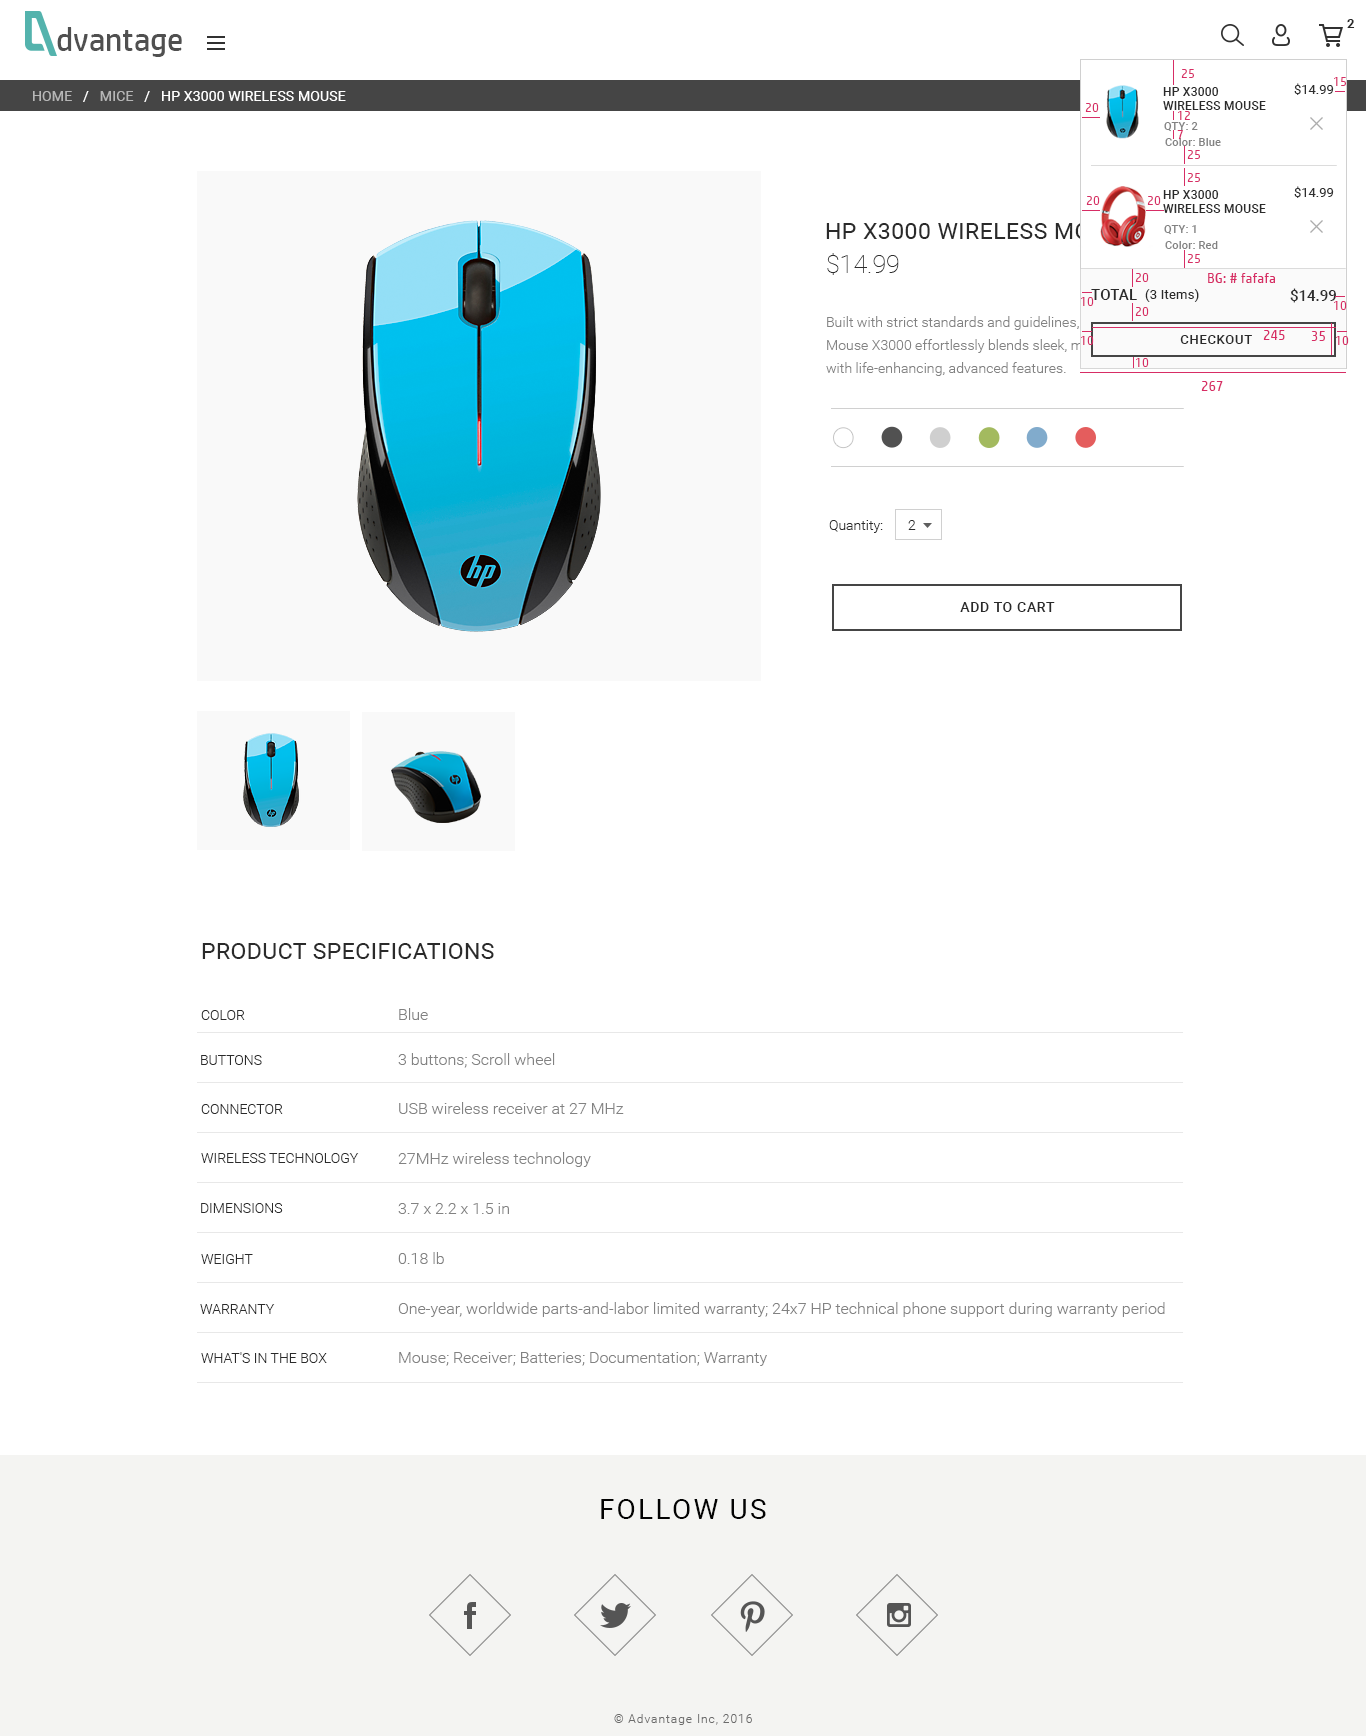 dvantage
2
HOME / MICE / HP X3000 WIRELESS MOUSE
25
HP X3000
WIRELESS MOUSE
$14.99
15
20
12
QTY: 2
7
Color: Blue
25
25
HP X3000
WIRELESS MOUSE
$14.99
20
20
QTY: 1
Color: Red
25
20
BG: # fafafa
TOTAL (3 Items)
$14.99
10
10
20
CHECKOUT
245
35
10
10
10
267
HP X3000 WIRELESS
$14.99
Built with strict standards and guidelines,
Mouse X3000 effortlessly blends sleek,
with life-enhancing, advanced features.
Quantity: 2
ADD TO CART
hp
PRODUCT SPECIFICATIONS
COLOR Blue
BUTTONS 3 buttons; Scroll wheel
CONNECTOR USB wireless receiver at 27 MHz
WIRELESS TECHNOLOGY 27MHz wireless technology
DIMENSIONS 3.7 x 2.2 x 1.5 in
WEIGHT 0.18 lb
WARRANTY One-year, worldwide parts-and-labor limited warranty; 24x7 HP technical phone support during warranty period
WHAT'S IN THE BOX Mouse; Receiver; Batteries; Documentation; Warranty
FOLLOW US
© Advantage Inc, 2016